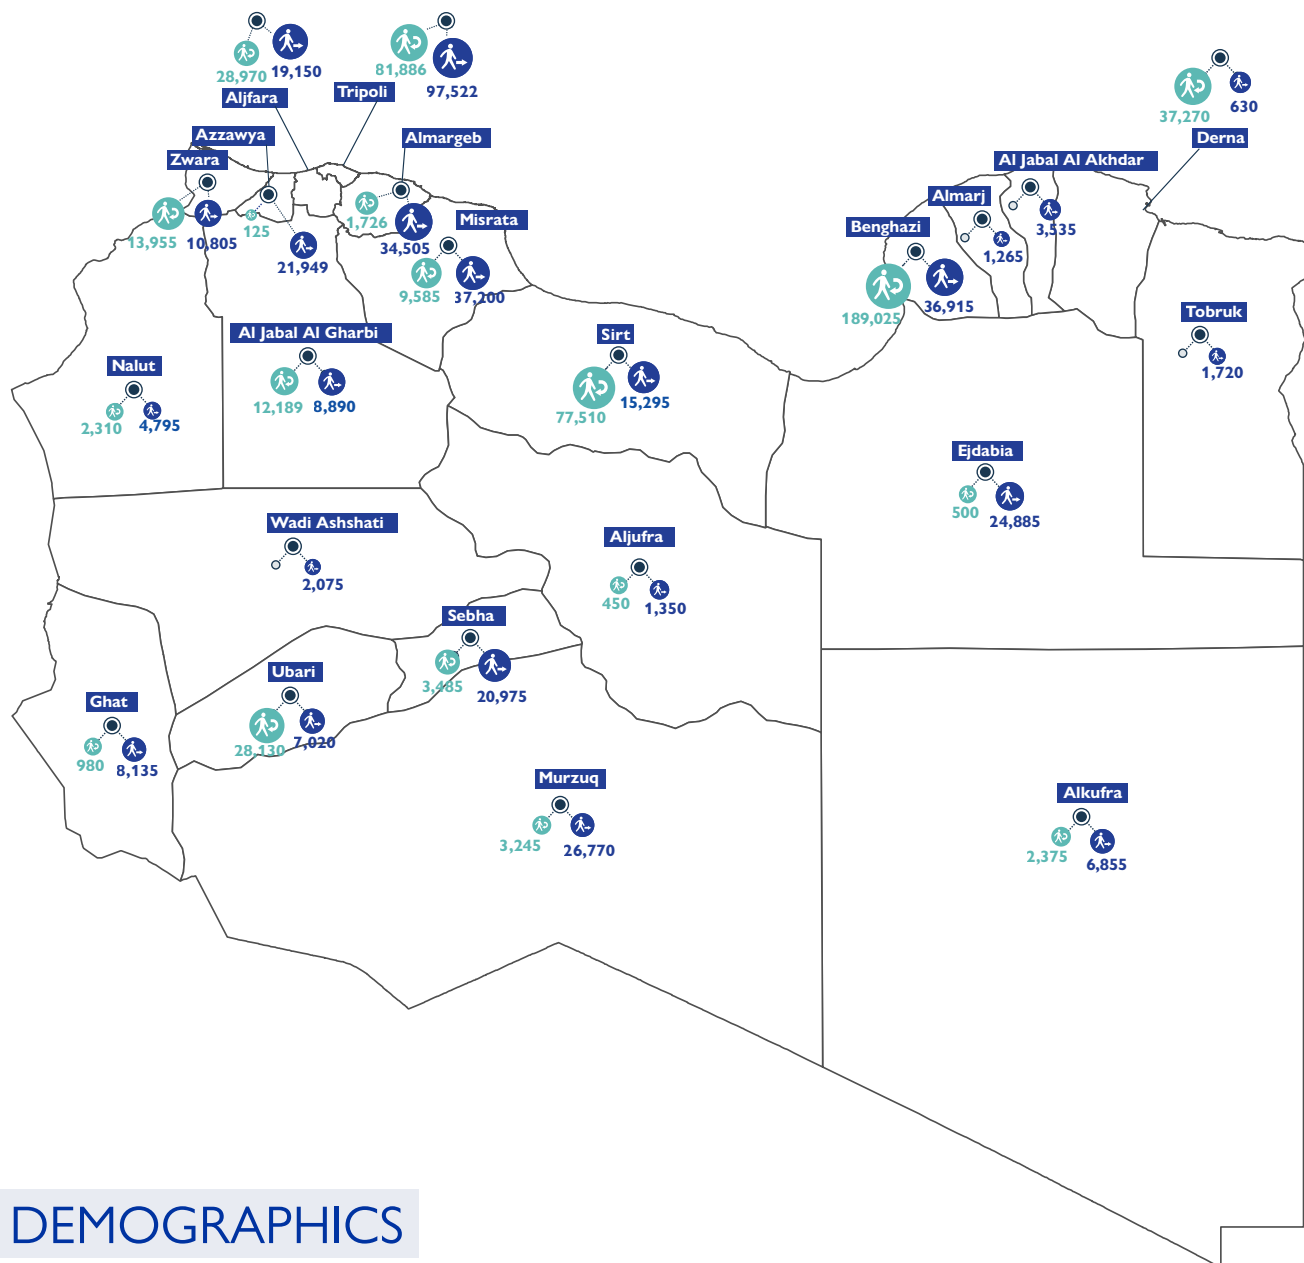 28,970 19,150
81,886
97,522
Aljfara
Tripoli
37,270
630
Derna
Azzawya
Almargeb
Zwara
13,955
10,805
125
21,949
1,726
34,505
Misrata
9,585
37,200
Al Jabal Al Akhdar
3,535
Almarj
1,265
Benghazi
189,025
36,915
Tobruk
1,720
Nalut
2,310
4,795
Al Jabal Al Gharbi
12,189
8,890
Sirt
77,510
15,295
Ejdabia
500
24,885
Wadi Ashshati
2,075
Aljufra
450
1,350
Sebha
3,485
20,975
Ubari
28,130
7,020
Ghat
980
8,135
Murzuq
3,245
26,770
Alkufra
2,375
6,855
DEMOGRAPHICS